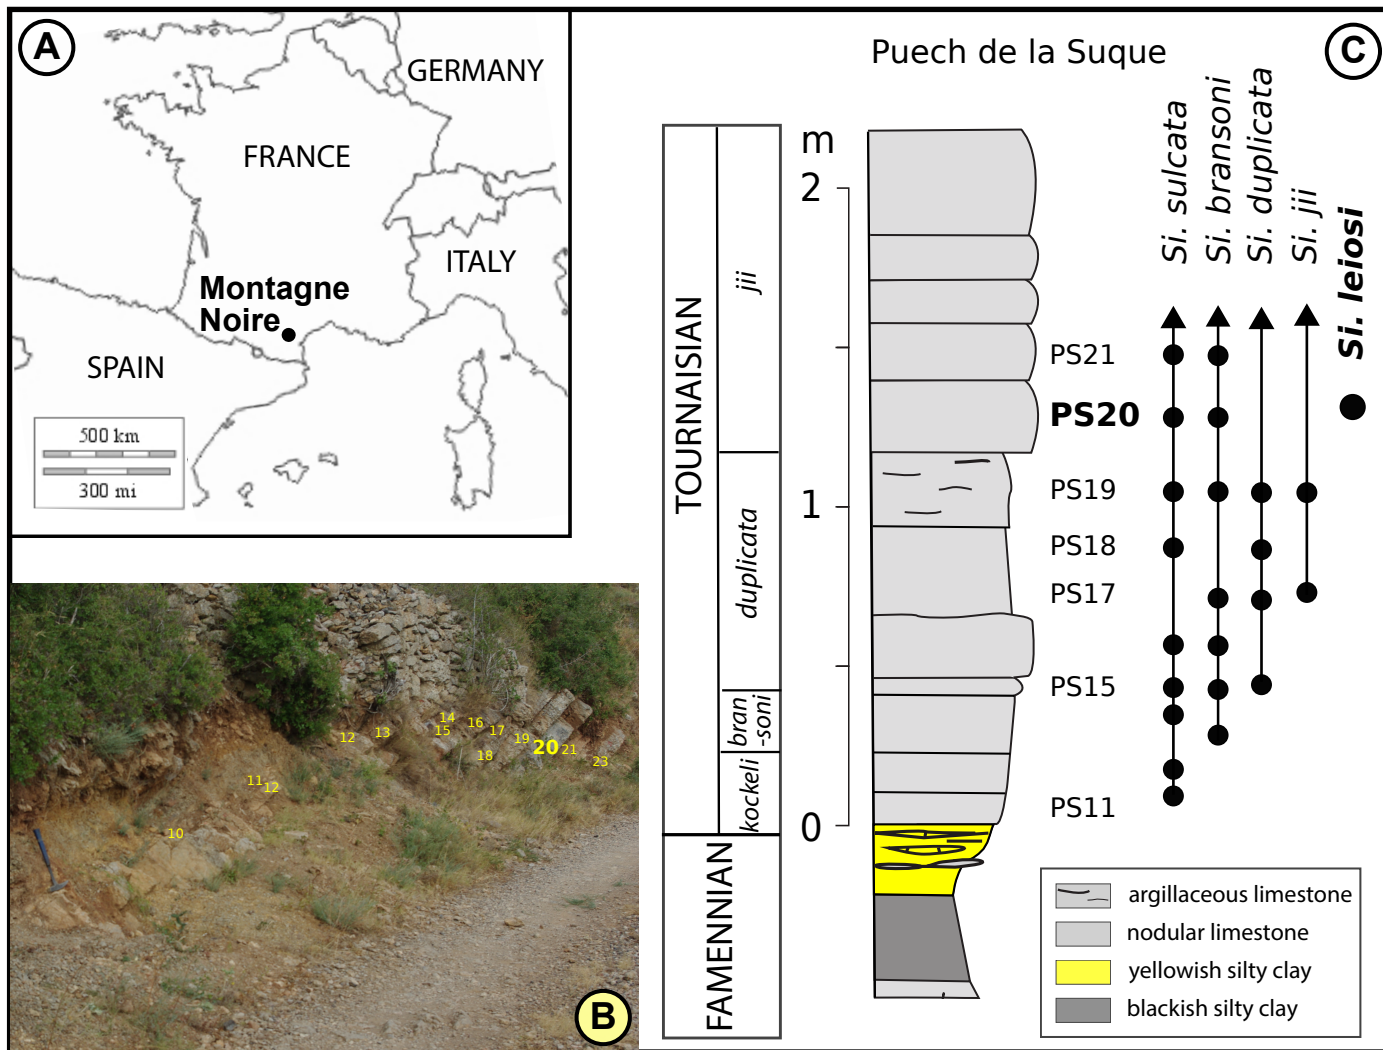 A
GERMANY
FRANCE
ITALY
Montagne
Noire
SPAIN
500 km
300 mi
14
16
12
13
15
17
19
20
21
18
23
11
12
10
B
C
Puech de la Suque
Si. sulcata
Si. bransoni
Si. duplicata
Si. jii
Si. leiosi
m
2
1
0
TOURNAISIAN
FAMENNIAN
jii
duplicata
bran
-soni
kockeli
PS21
PS20
PS19
PS18
PS17
PS15
PS11
argillaceous limestone
nodular limestone
yellowish silty clay
blackish silty clay